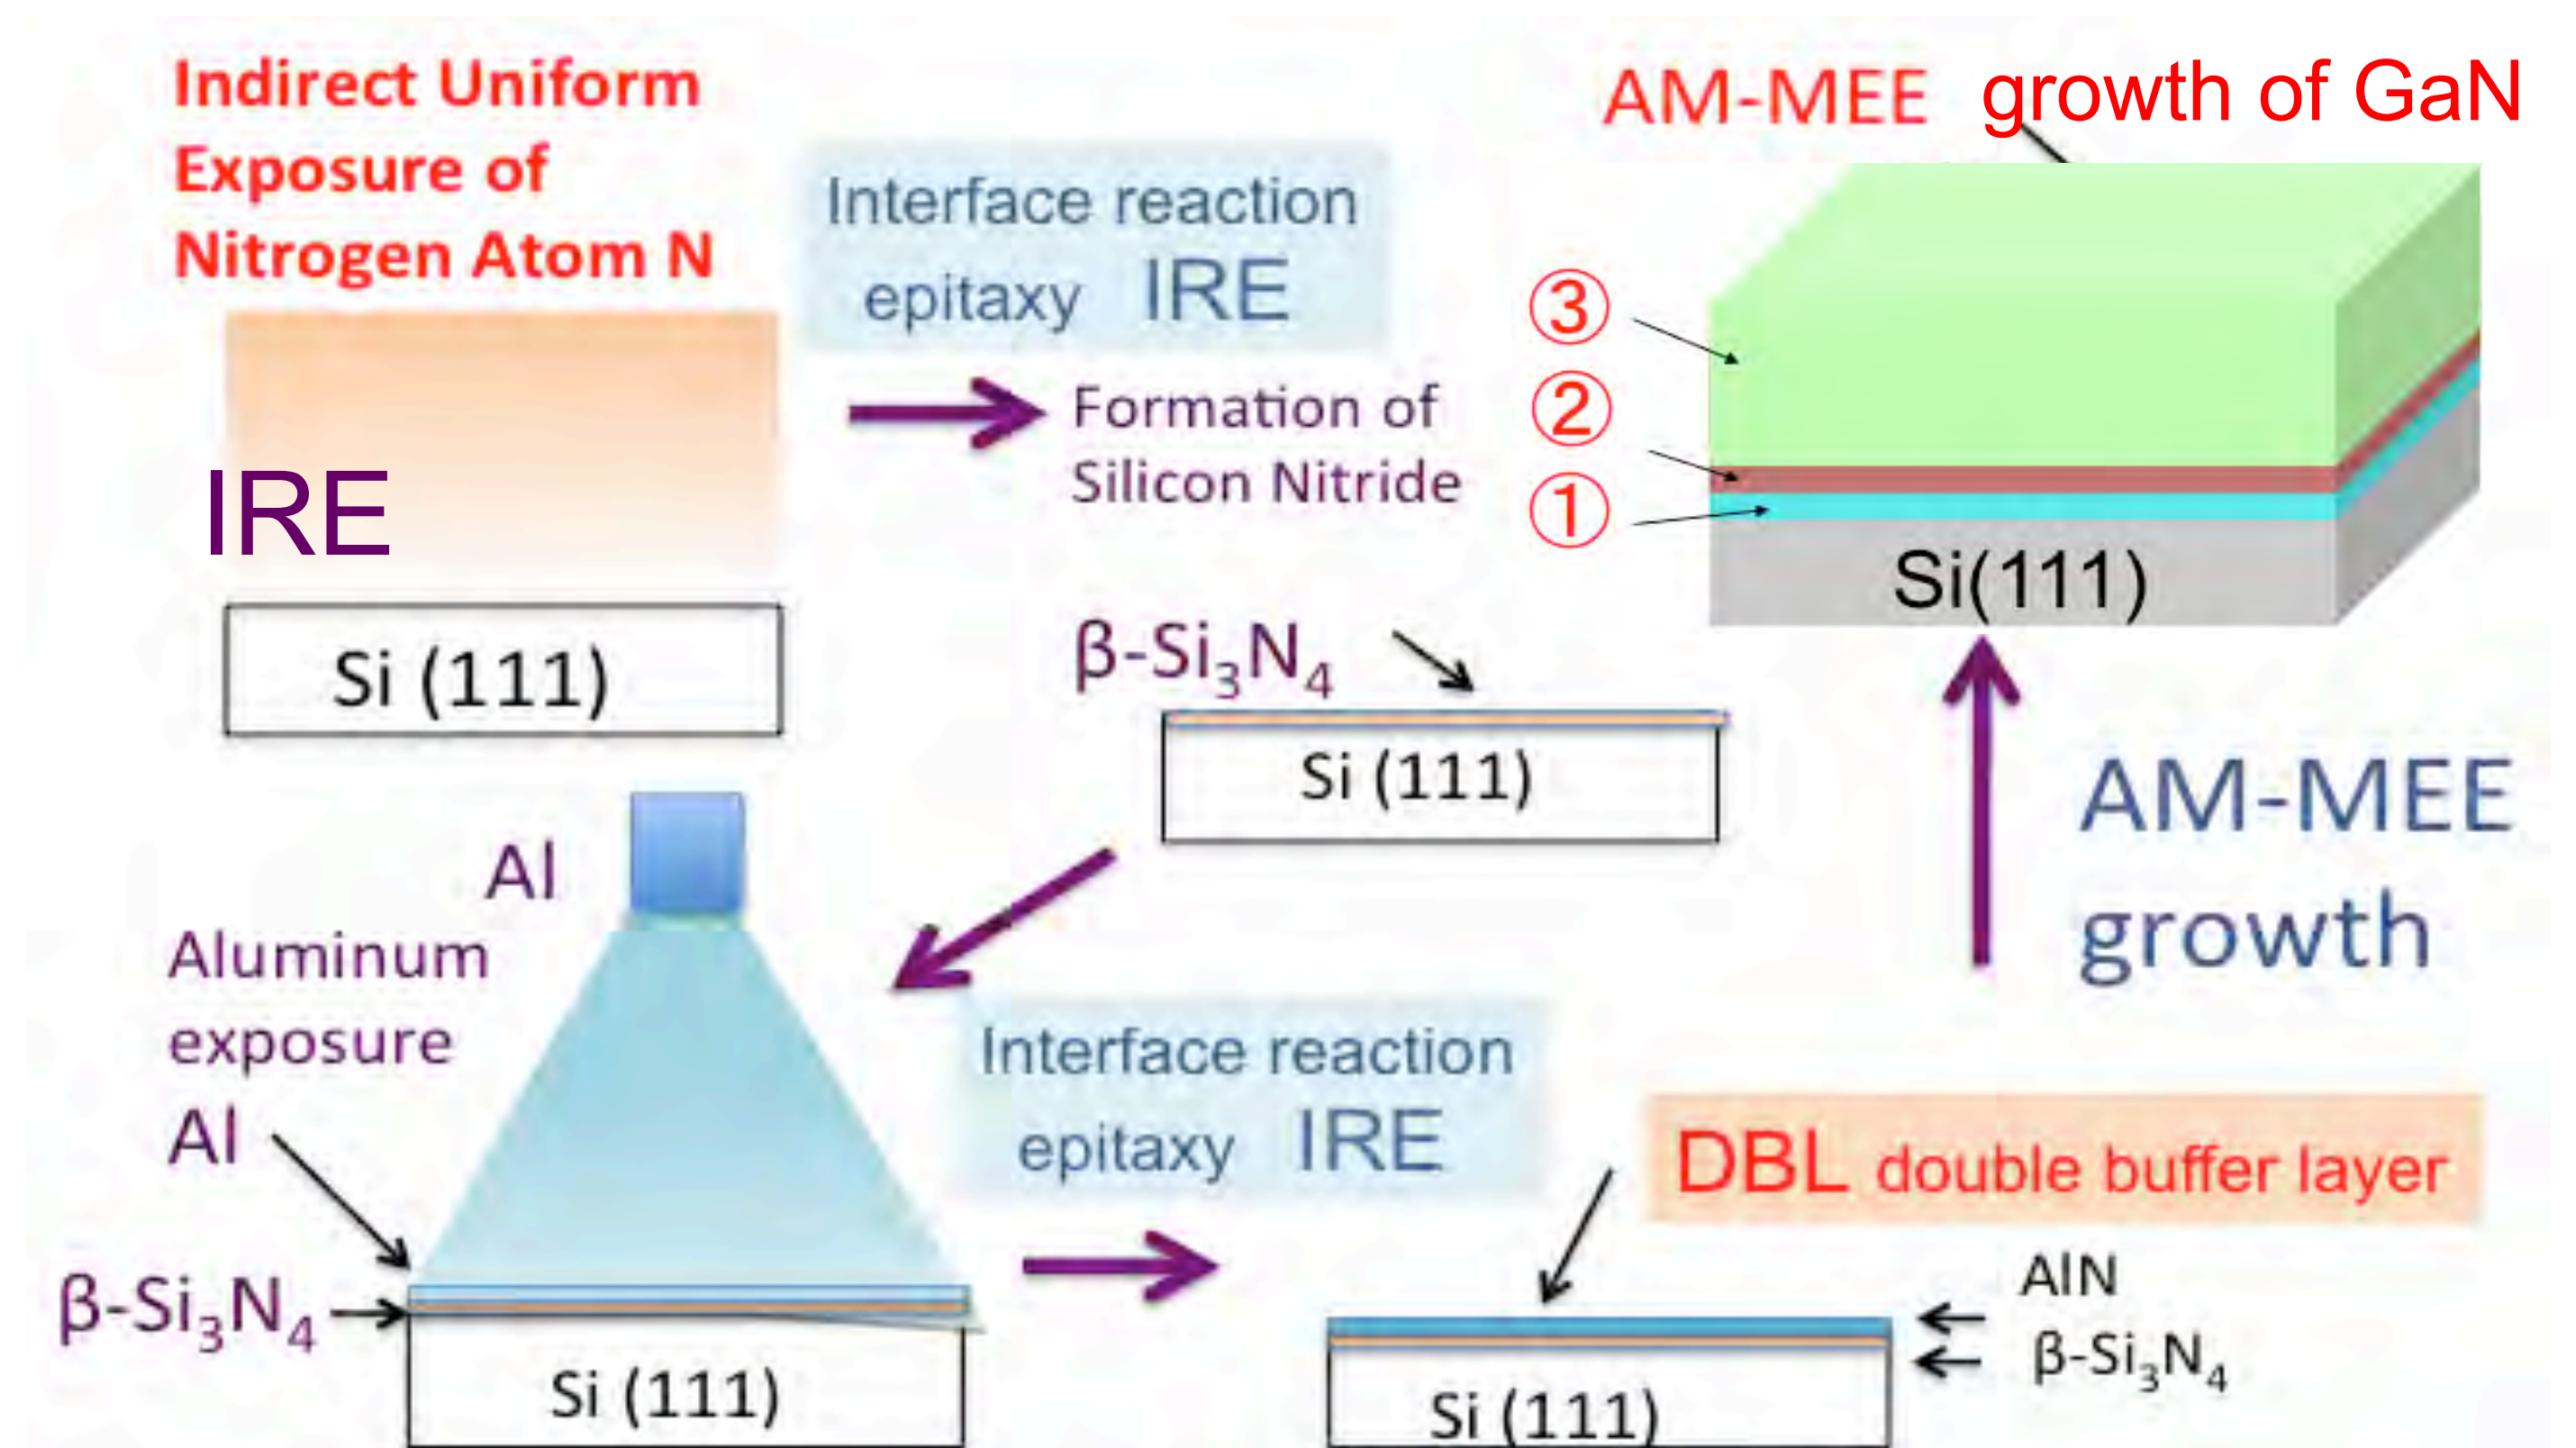 Indirect Uniform
Exposure of
Nitrogen Atom N
IRE
Si (111)
Interface reaction
epitaxy IRE
Formation of
Silicon Nitride
β-Si₃N₄
Si (111)
AM-MEE growth of GaN
③
②
①
Si(111)
Al
Aluminum
exposure
Al
β-Si₃N₄
Si (111)
Interface reaction
epitaxy IRE
AM-MEE
growth
DBL double buffer layer
AlN
β-Si₃N₄
Si (111)